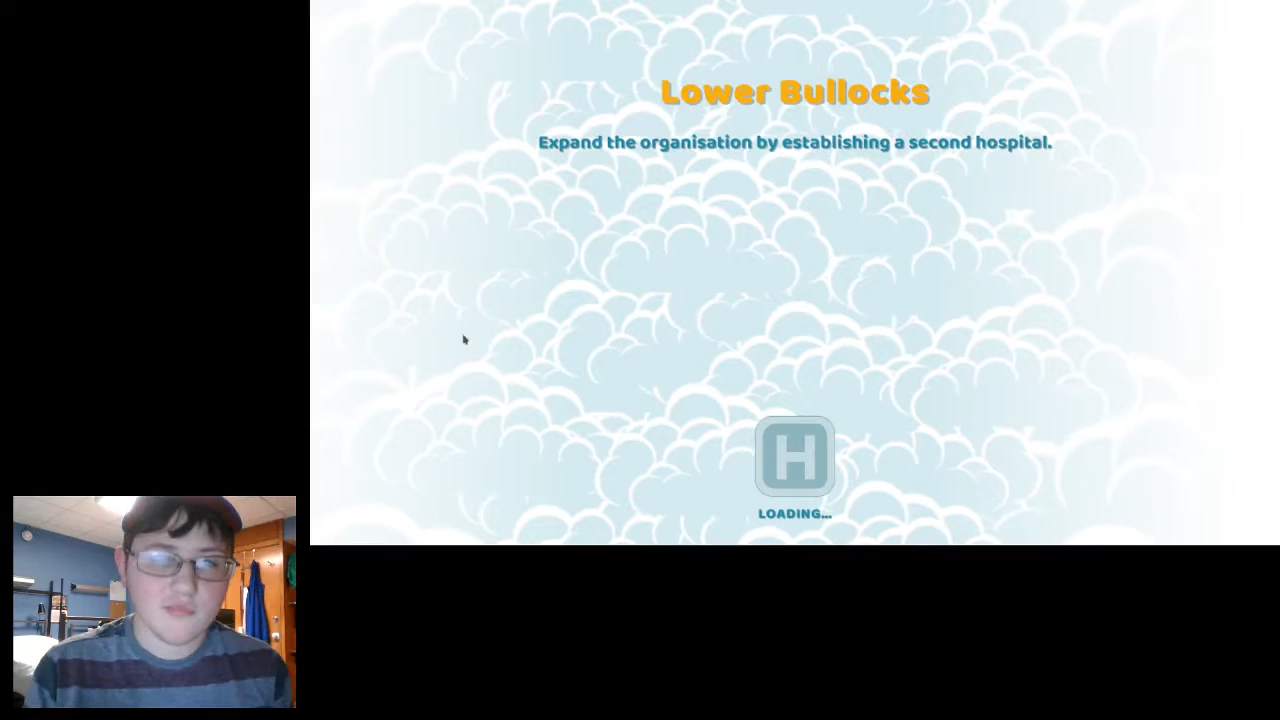 Lower Bullocks
Expand the organisation by establishing a second hospital.
H
LOADING...